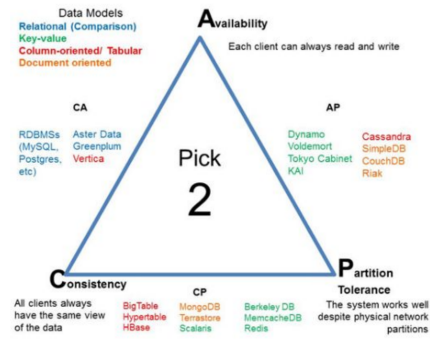 Data Models
Relational (Comparison)
Key-value
Column-oriented/ Tabular
Document oriented
Availability
Each client can always read and write
CA
RDBMSs
(MySQL,
Postgres,
etc)
Aster Data
Greenplum
Vertica
Pick
2
AP
Dynamo
Voldemort
Tokyo Cabinet
KAI
Cassandra
SimpleDB
CouchDB
Riak
Consistency
All clients always
have the same view
of the data
CP
BigTable
Hypertable
HBase
MongoDB
Terrastore
Scalaris
Berkeley DB
MemcacheDB
Redis
Partition
Tolerance
The system works well
despite physical network
partitions